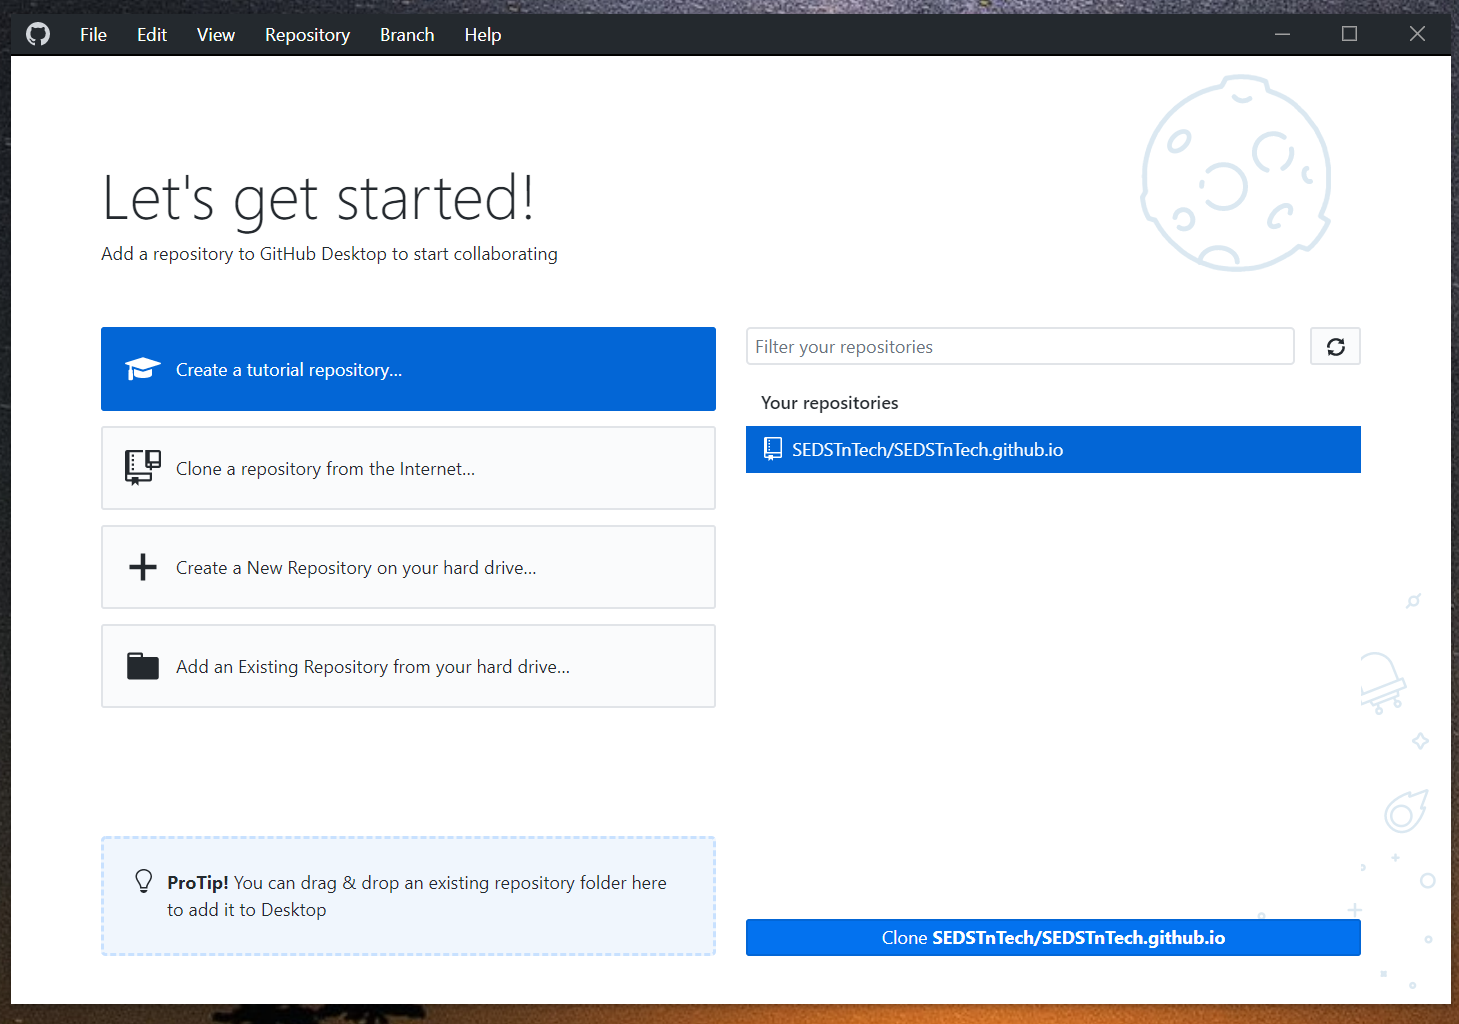 File Edit View Repository Branch Help
Let's get started!
Add a repository to GitHub Desktop to start collaborating
Create a tutorial repository...
Clone a repository from the Internet...
Create a New Repository on your hard drive...
Add an Existing Repository from your hard drive...
ProTip! You can drag & drop an existing repository folder here
to add it to Desktop
Filter your repositories
Your repositories
SEDSTnTech/SEDSTnTech.github.io
Clone SEDSTnTech/SEDSTnTech.github.io